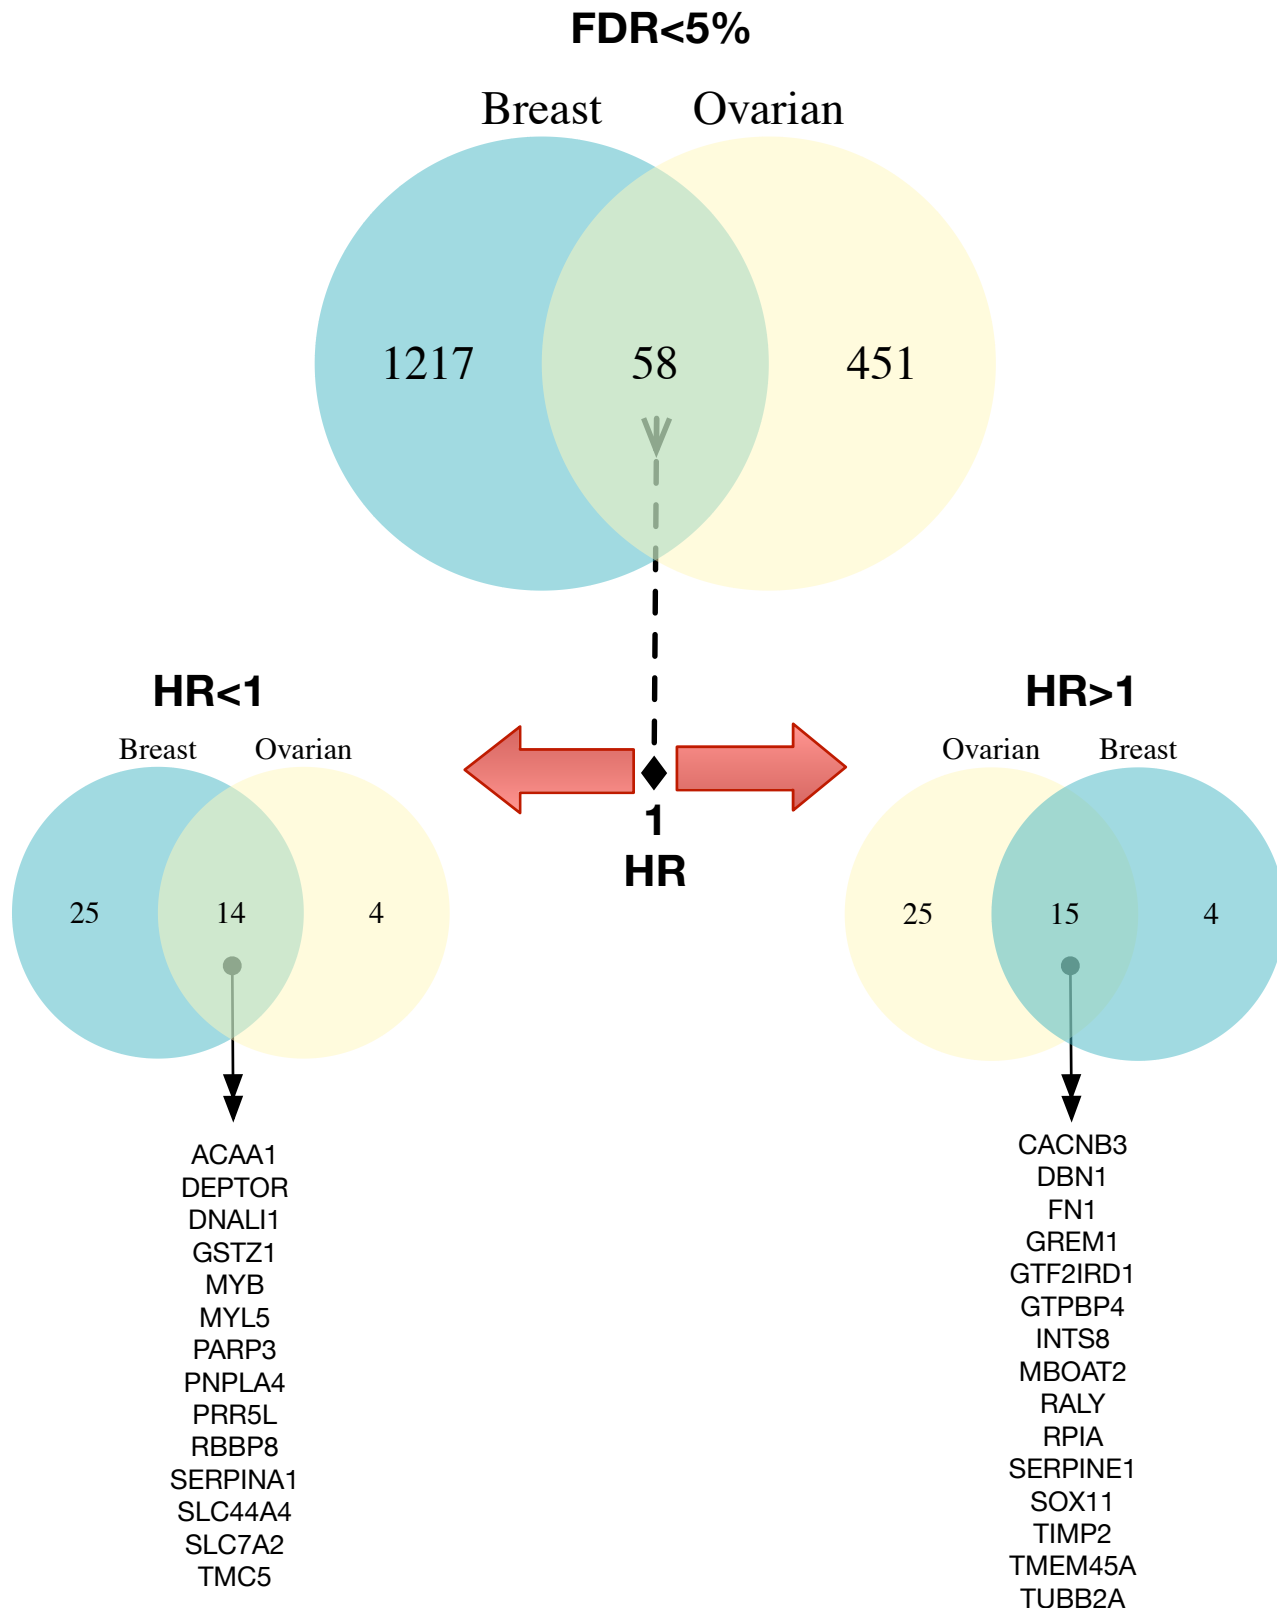 FDR<5%
Breast Ovarian
1217 58 451
HR<1
Breast Ovarian
25 14 4
1
HR
HR>1
Ovarian Breast
25 15 4
ACAA1
DEPTOR
DNALI1
GSTZ1
MYB
MYL5
PARP3
PNPLA4
PRR5L
RBBP8
SERPINA1
SLC44A4
SLC7A2
TMC5
CACNB3
DBN1
FN1
GREM1
GTF2IRD1
GTPBP4
INTS8
MBOAT2
RALY
RPIA
SERPINE1
SOX11
TIMP2
TMEM45A
TUBB2A